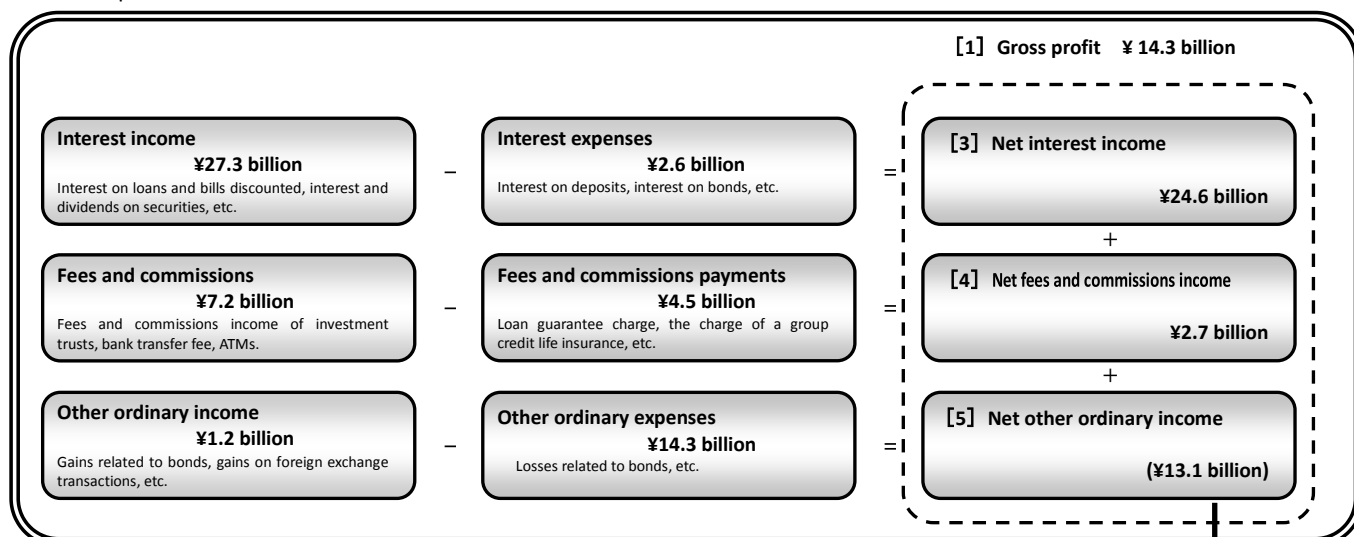 [1] Gross profit ¥ 14.3 billion
Interest income
¥27.3 billion
Interest on loans and bills discounted, interest and
dividends on securities, etc.
–
Interest expenses
¥2.6 billion
Interest on deposits, interest on bonds, etc.
=
[3] Net interest income
¥24.6 billion
+
Fees and commissions
¥7.2 billion
Fees and commissions income of investment
trusts, bank transfer fee, ATMs.
–
Fees and commissions payments
¥4.5 billion
Loan guarantee charge, the charge of a group
credit life insurance, etc.
=
[4] Net fees and commissions income
¥2.7 billion
+
Other ordinary income
¥1.2 billion
Gains related to bonds, gains on foreign exchange
transactions, etc.
–
Other ordinary expenses
¥14.3 billion
Losses related to bonds, etc.
=
[5] Net other ordinary income
(¥13.1 billion)